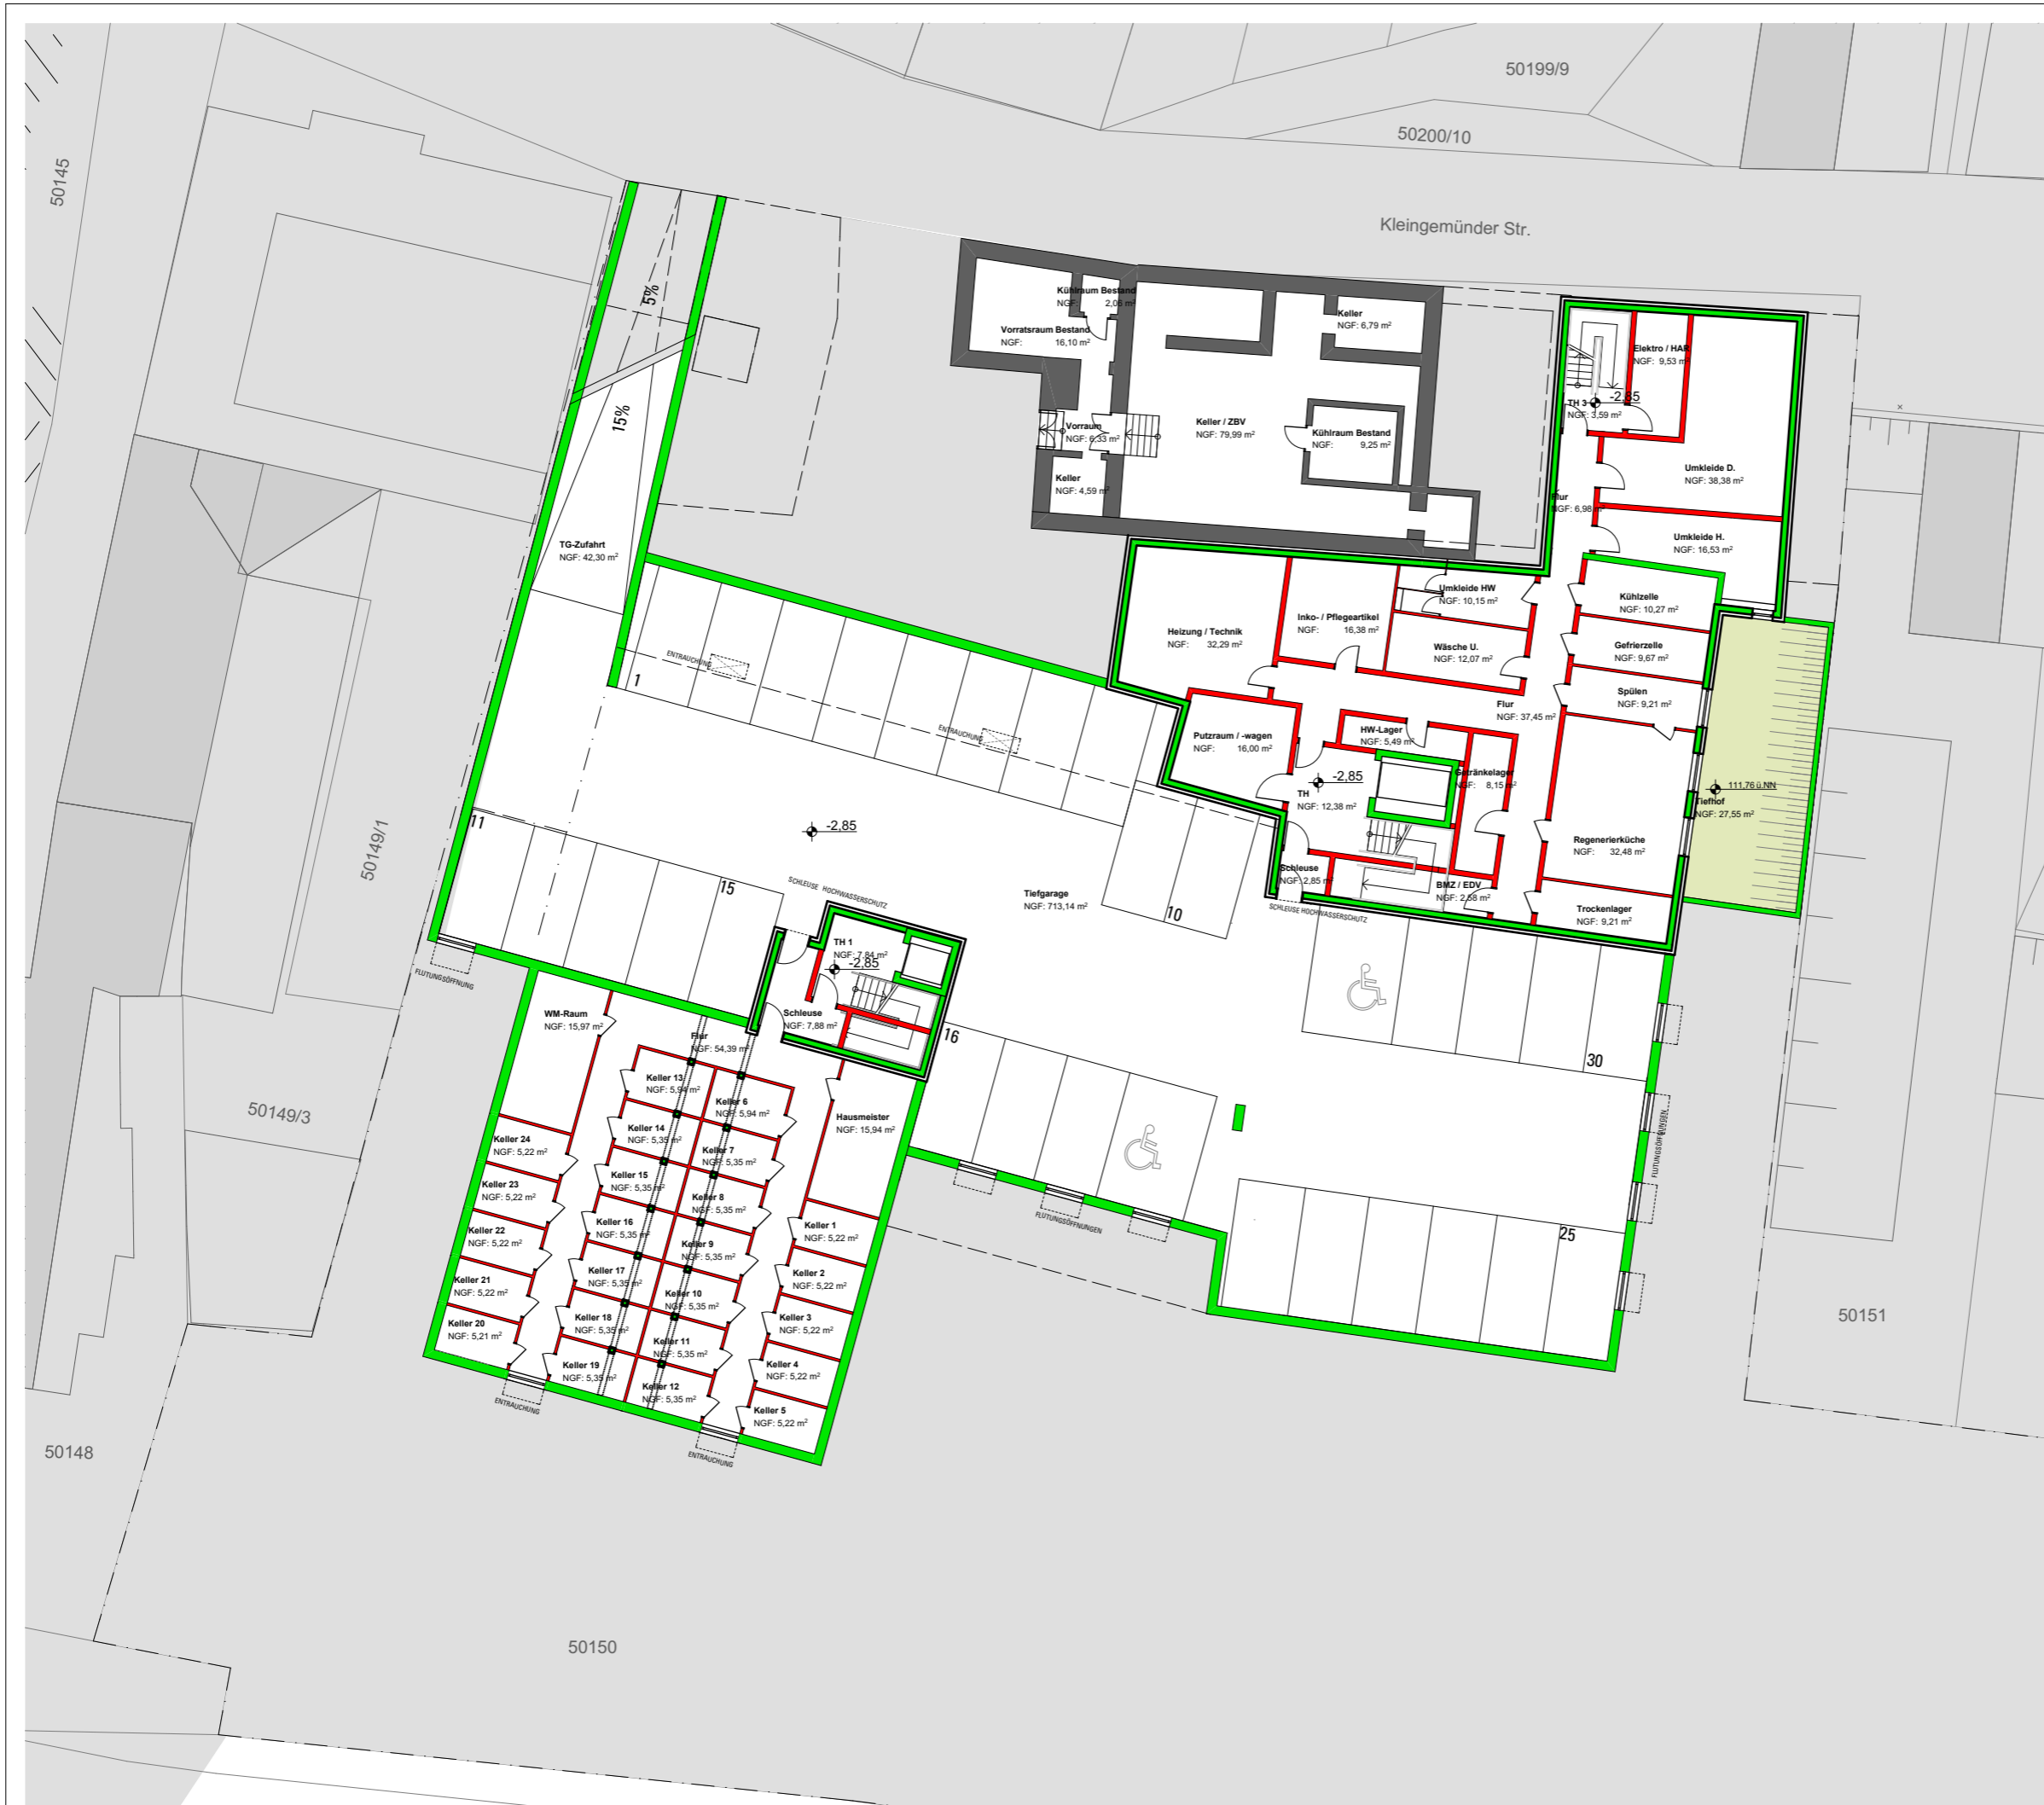 50199/9
50200/10
50145
Kleingemünder Str.
5%
15%
TG-Zufahrt
NGF: 42,30 m²
Kühlraum Bestand
NGF: 2,06 m²
Vorratsraum Bestand
NGF: 16,10 m²
Keller
NGF: 6,79 m²
Keller / ZBV
NGF: 79,99 m²
Kühlraum Bestand
NGF: 9,25 m²
Vorraum
NGF: 6,33 m²
Keller
NGF: 4,59 m²
Elektro / HAR
NGF: 9,53 m²
TH 3
NGF: 3,59 m²
-2,85
Umkleide D.
NGF: 38,38 m²
Flur
NGF: 6,98 m²
Umkleide H.
NGF: 16,53 m²
Kühlzelle
NGF: 10,27 m²
Umkleide HW
NGF: 10,15 m²
Inko- / Pflegeartikel
NGF: 16,38 m²
Heizung / Technik
NGF: 32,29 m²
Wäsche U.
NGF: 12,07 m²
Gefrierzelle
NGF: 9,67 m²
Spülen
NGF: 9,21 m²
Flur
NGF: 37,45 m²
Putzraum / -wagen
NGF: 16,00 m²
HW-Lager
NGF: 5,49 m²
Getränkelager
NGF: 8,15 m²
-2,85
TH
NGF: 12,38 m²
111,76 ü.NN
Tiefhof
NGF: 27,55 m²
Regenerierküche
NGF: 32,48 m²
Schleuse
NGF: 2,85 m²
BMZ / EDV
NGF: 2,58 m²
Trockenlager
NGF: 9,21 m²
SCHLEUSE HOCHWASSERSCHUTZ
ENTRAUCHUNG
ENTRAUCHUNG
1
10
11
15
-2,85
Tiefgarage
NGF: 713,14 m²
SCHLEUSE HOCHWASSERSCHUTZ
TH 1
NGF: 7,84 m²
-2,85
Schleuse
NGF: 7,88 m²
16
30
25
FLUTUNGSÖFFNUNG
FLUTUNGSÖFFNUNGEN
FLUTUNGSÖFFNUNGEN
WM-Raum
NGF: 15,97 m²
Flur
NGF: 54,39 m²
Hausmeister
NGF: 15,94 m²
Keller 13
NGF: 5,94 m²
Keller 6
NGF: 5,94 m²
Keller 14
NGF: 5,35 m²
Keller 7
NGF: 5,35 m²
Keller 15
NGF: 5,35 m²
Keller 8
NGF: 5,35 m²
Keller 16
NGF: 5,35 m²
Keller 9
NGF: 5,35 m²
Keller 17
NGF: 5,35 m²
Keller 10
NGF: 5,35 m²
Keller 18
NGF: 5,35 m²
Keller 11
NGF: 5,35 m²
Keller 19
NGF: 5,35 m²
Keller 12
NGF: 5,35 m²
Keller 24
NGF: 5,22 m²
Keller 23
NGF: 5,22 m²
Keller 22
NGF: 5,22 m²
Keller 21
NGF: 5,22 m²
Keller 20
NGF: 5,21 m²
Keller 1
NGF: 5,22 m²
Keller 2
NGF: 5,22 m²
Keller 3
NGF: 5,22 m²
Keller 4
NGF: 5,22 m²
Keller 5
NGF: 5,22 m²
ENTRAUCHUNG
ENTRAUCHUNG
50149/1
50149/3
50148
50150
50151